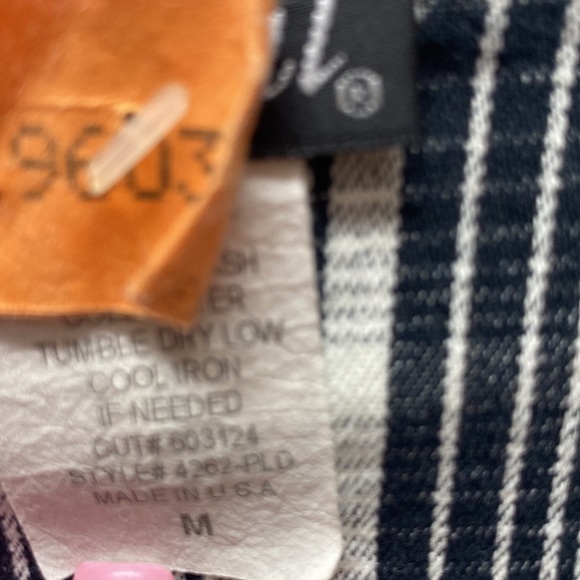 9603
®
TUMBLE DRY LOW
COOL IRON
IF NEEDED
CUT# 603124
STYLE# 4262-PLD
MADE IN U S A
M